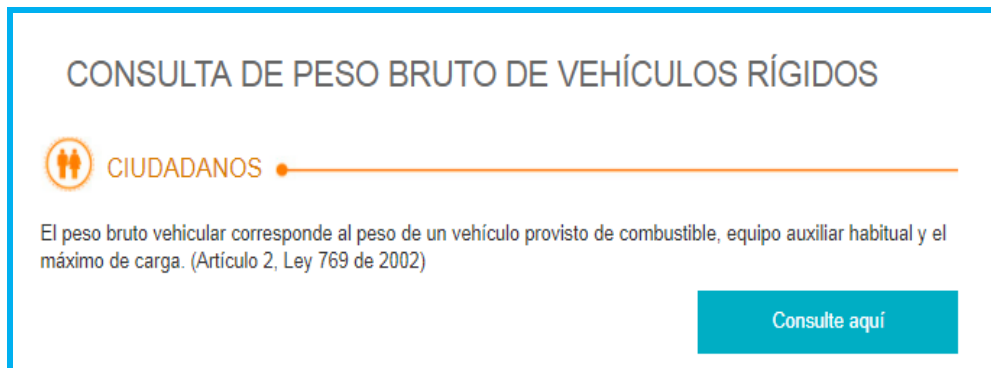 CONSULTA DE PESO BRUTO DE VEHÍCULOS RÍGIDOS
CIUDADANOS
El peso bruto vehicular corresponde al peso de un vehículo provisto de combustible, equipo auxiliar habitual y el
máximo de carga. (Artículo 2, Ley 769 de 2002)
Consulte aquí